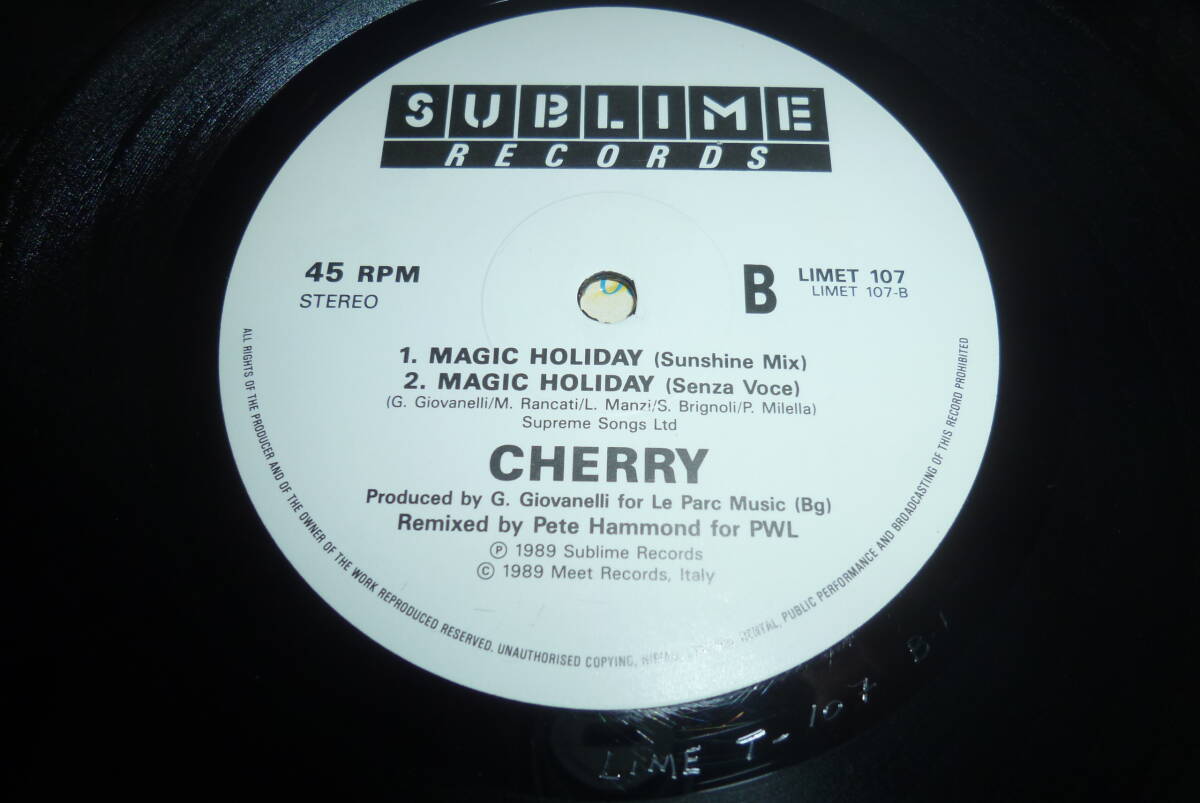 SUBLIME
RECORDS
45 RPM
STEREO
B
LIMET 107
LIMET 107-B
1. MAGIC HOLIDAY (Sunshine Mix)
2. MAGIC HOLIDAY (Senza Voce)
(G. Giovanelli/M. Rancati/L. Manzi/S. Brignoli/P. Milella)
Supreme Songs Ltd
CHERRY
Produced by G. Giovanelli for Le Parc Music (Bg)
Remixed by Pete Hammond for PWL
Ⓟ 1989 Sublime Records
© 1989 Meet Records, Italy
ALL RIGHTS OF THE PRODUCER AND OF THE OWNER OF THE WORK REPRODUCED RESERVED. UNAUTHORISED COPYING, PUBLIC PERFORMANCE AND BROADCASTING OF THIS RECORD PROHIBITED
LIME T-107 B-1